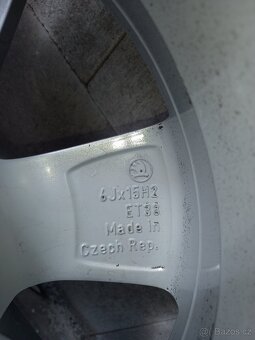 6Jx15H2
ET38
Made in
Czech Rep.
Bazos.cz